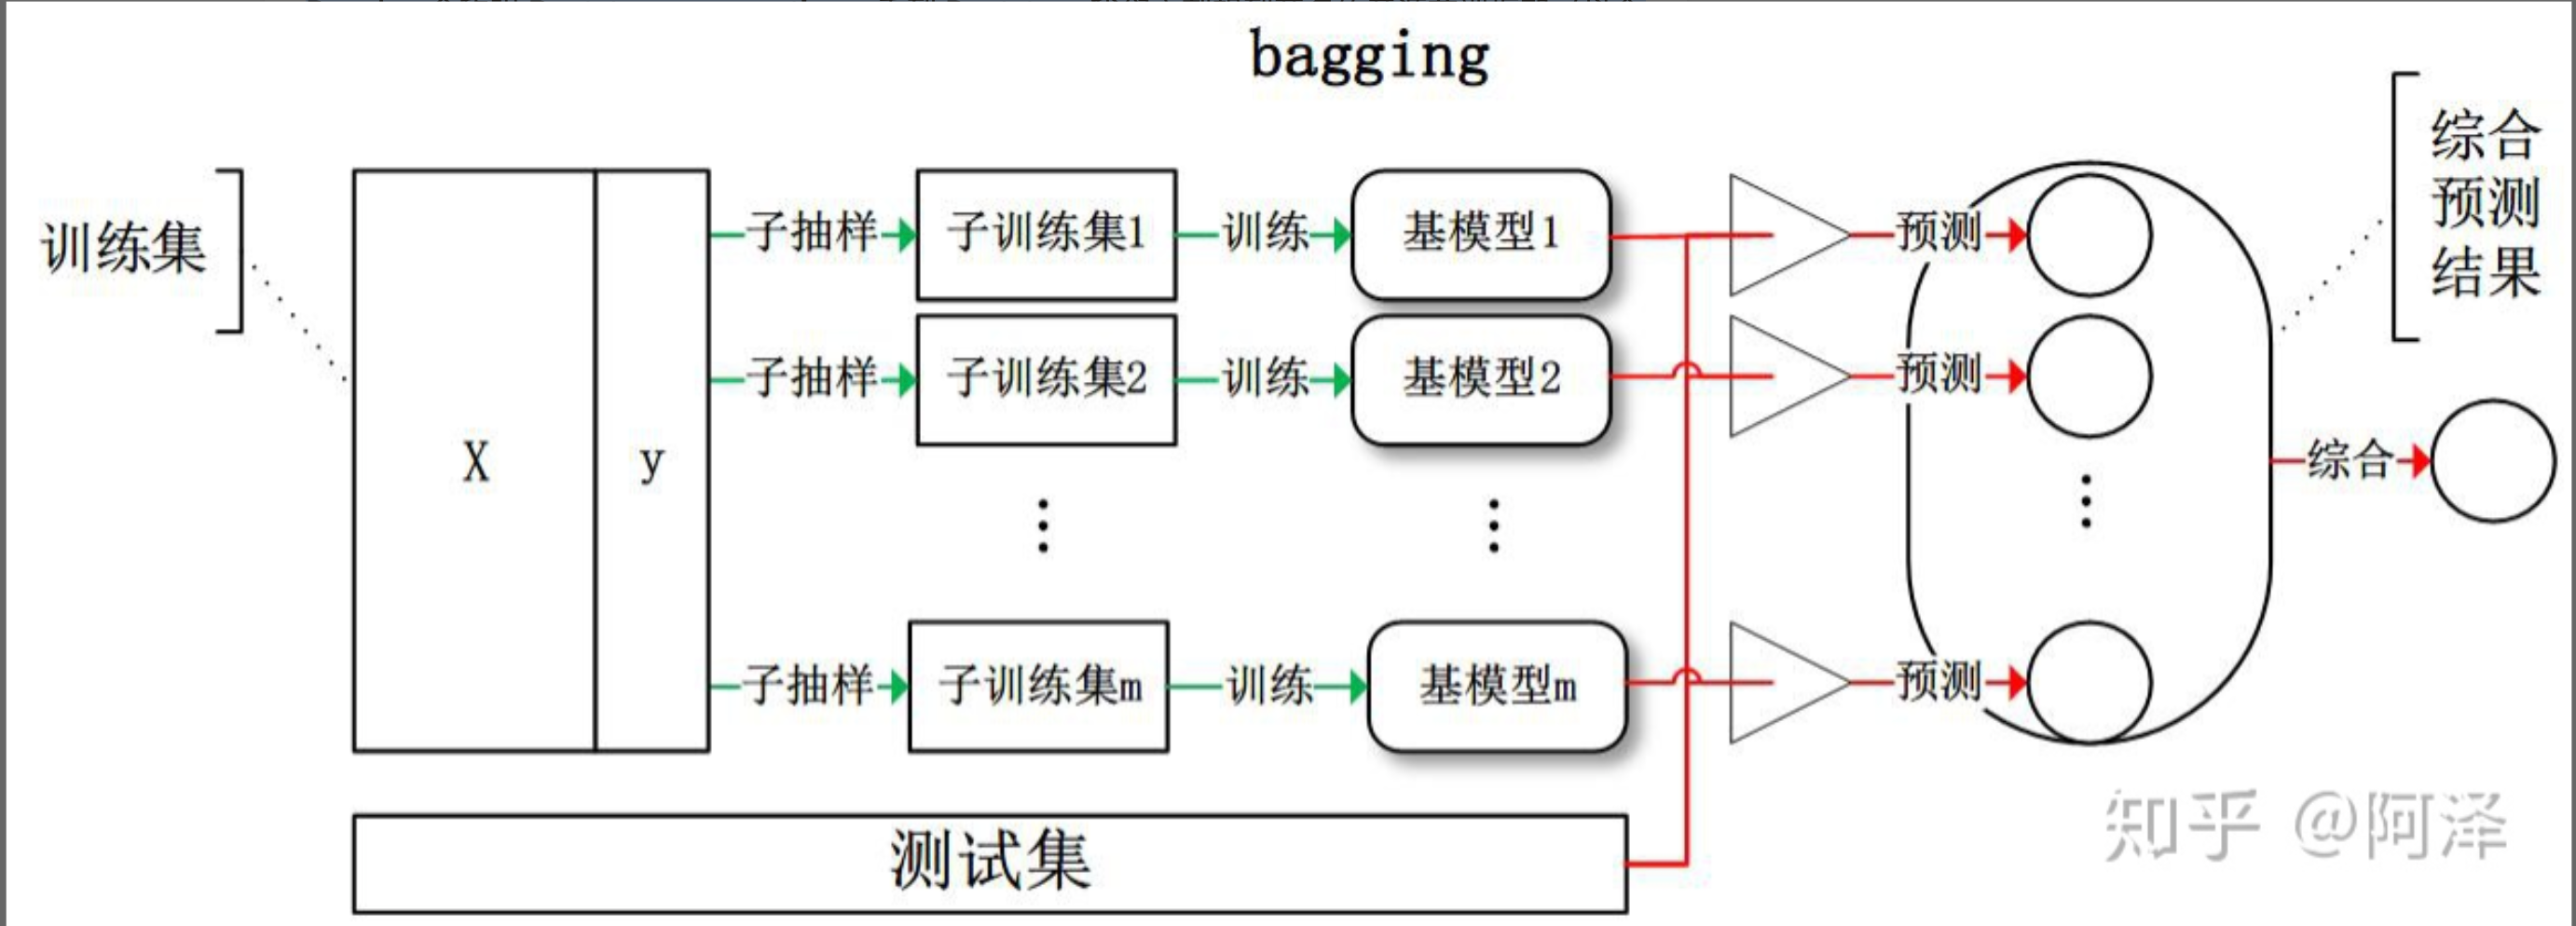 bagging
训练集
X
y
子抽样
子训练集1
训练
基模型1
预测
子抽样
子训练集2
训练
基模型2
预测
子抽样
子训练集m
训练
基模型m
预测
综合
预测
结果
综合
测试集
知乎 @阿泽